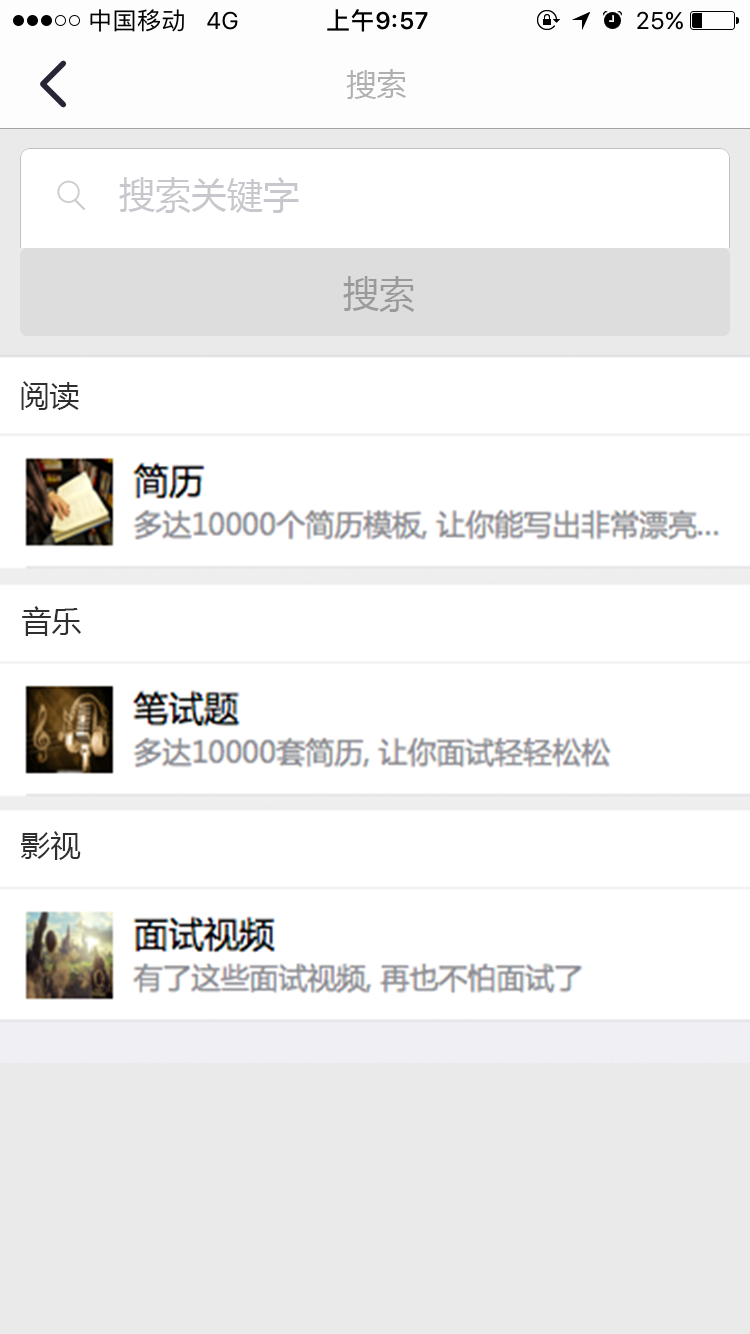 中国移动 4G 上午9:57 25%
搜索
搜索关键字
搜索
阅读
简历
多达10000个简历模板, 让你能写出非常漂亮...
音乐
笔试题
多达10000套简历, 让你面试轻轻松松
影视
面试视频
有了这些面试视频, 再也不怕面试了